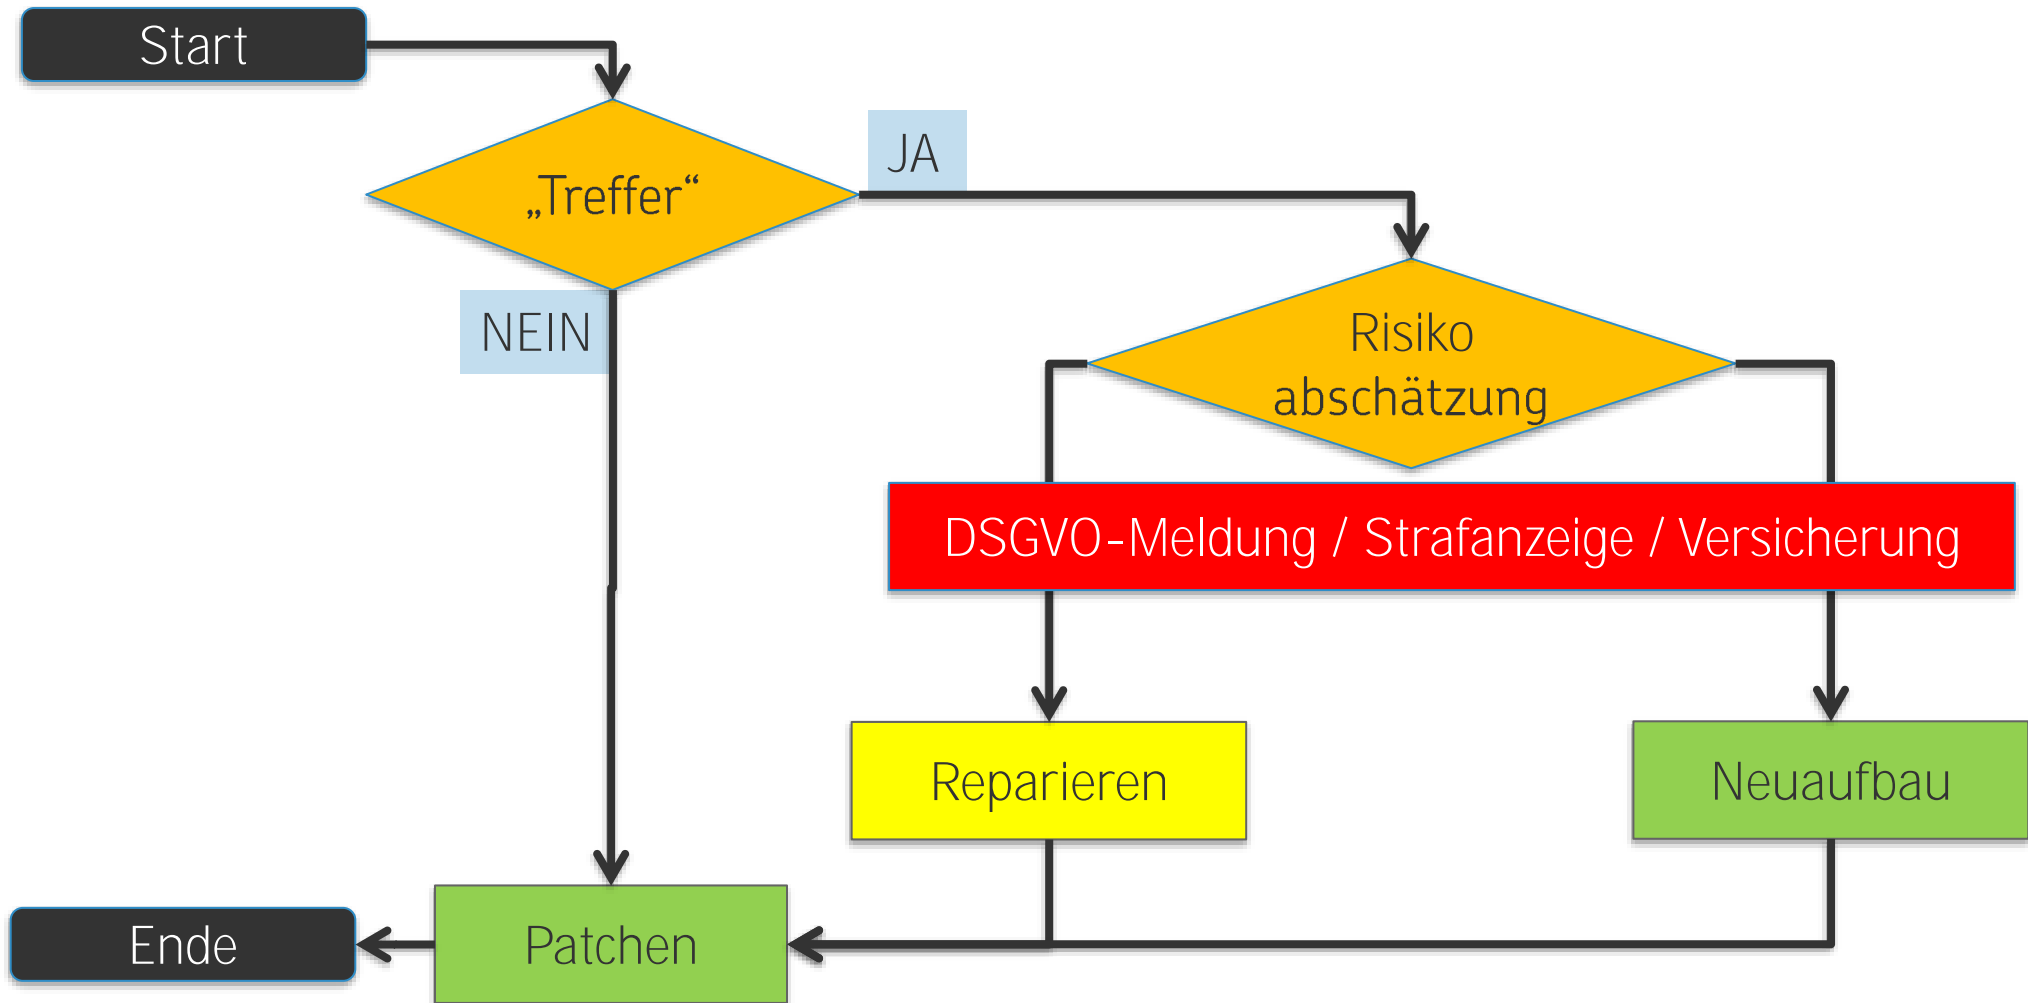 Start
„Treffer“
JA
NEIN
Risiko
abschätzung
DSGVO-Meldung / Strafanzeige / Versicherung
Reparieren
Neuaufbau
Patchen
Ende